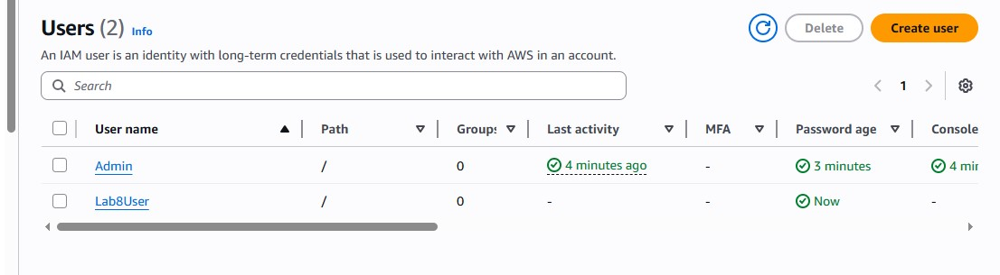 Users (2) Info
Delete
Create user
An IAM user is an identity with long-term credentials that is used to interact with AWS in an account.
Search
1
User name Path Groups Last activity MFA Password age Console
Admin / 0 4 minutes ago - 3 minutes 4 mir
Lab8User / 0 - - Now -